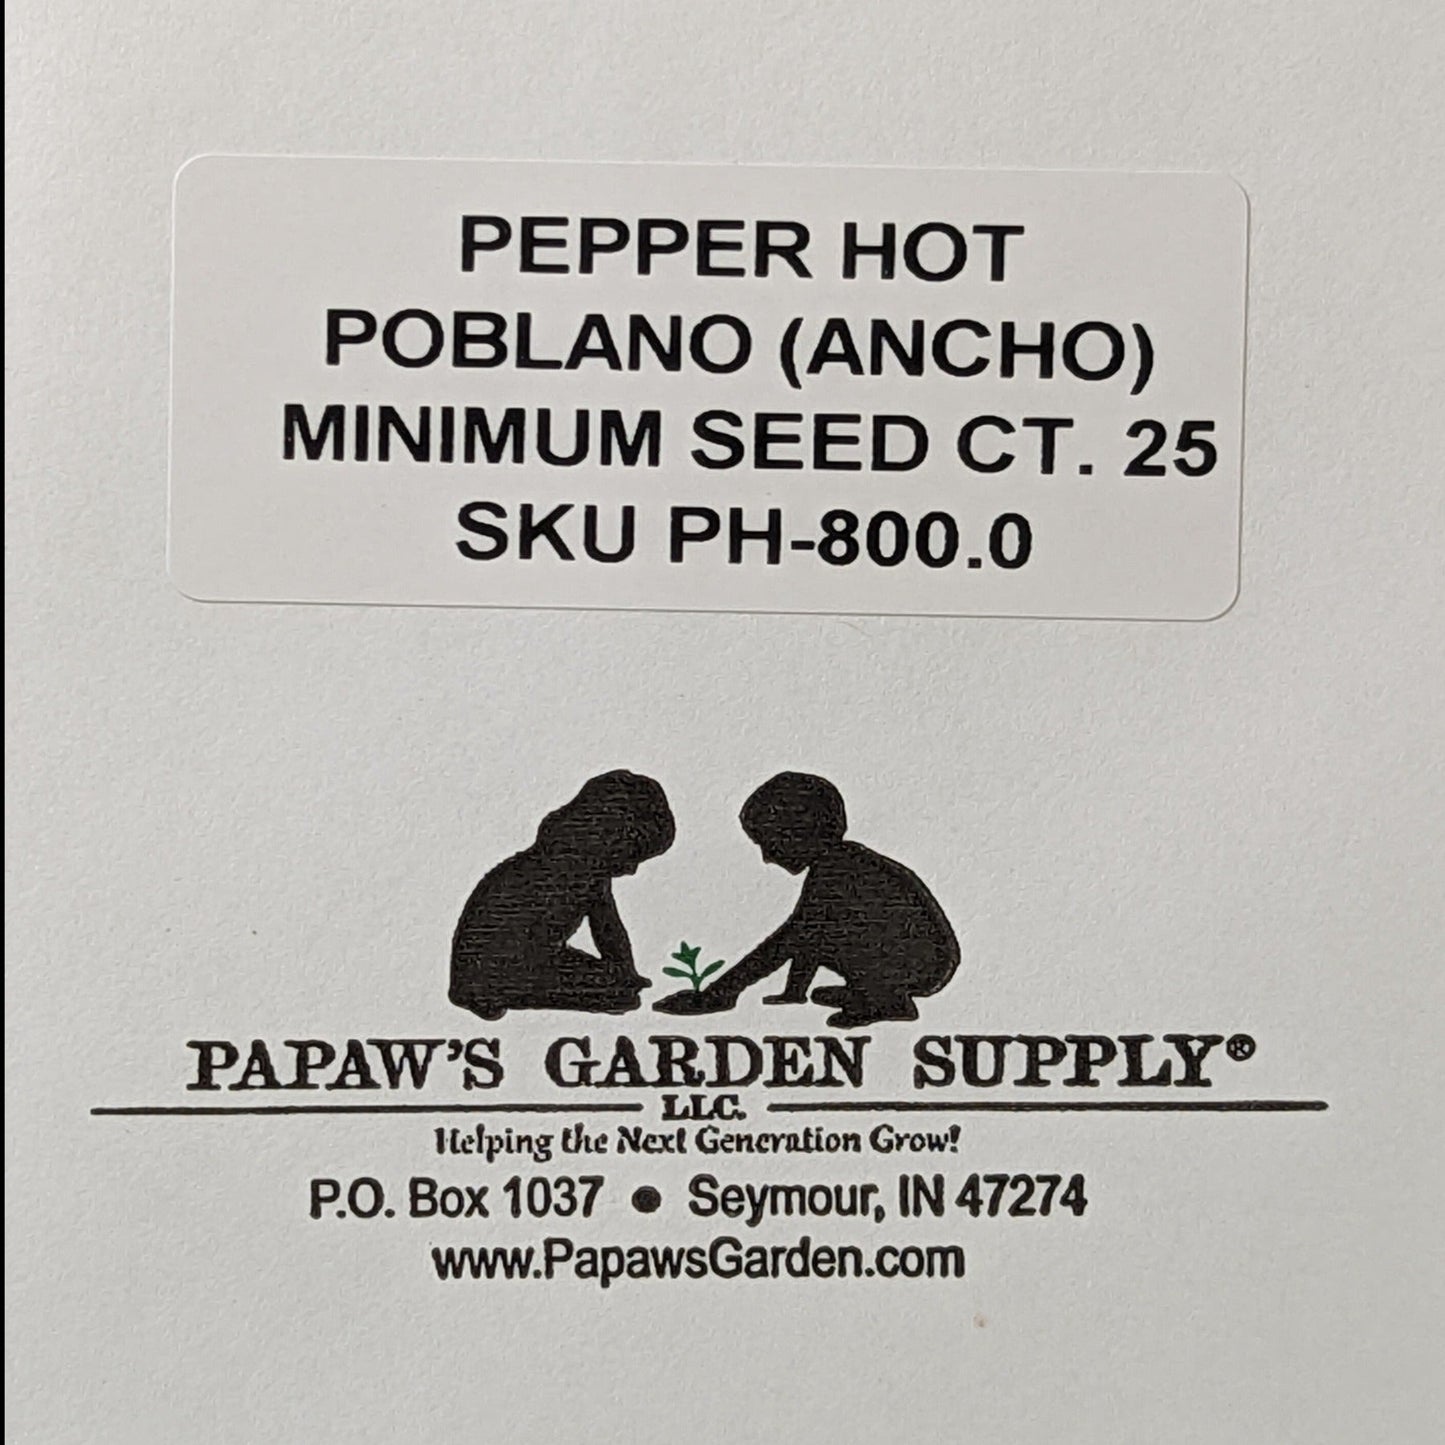 PEPPER HOT
POBLANO (ANCHO)
MINIMUM SEED CT. 25
SKU PH-800.0
PAPAW'S GARDEN SUPPLY®
LLC.
Helping the Next Generation Grow!
P.O. Box 1037 ● Seymour, IN 47274
www.PapawsGarden.com